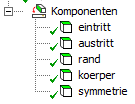 Komponenten
eintritt
austritt
rand
koerper
symmetrie